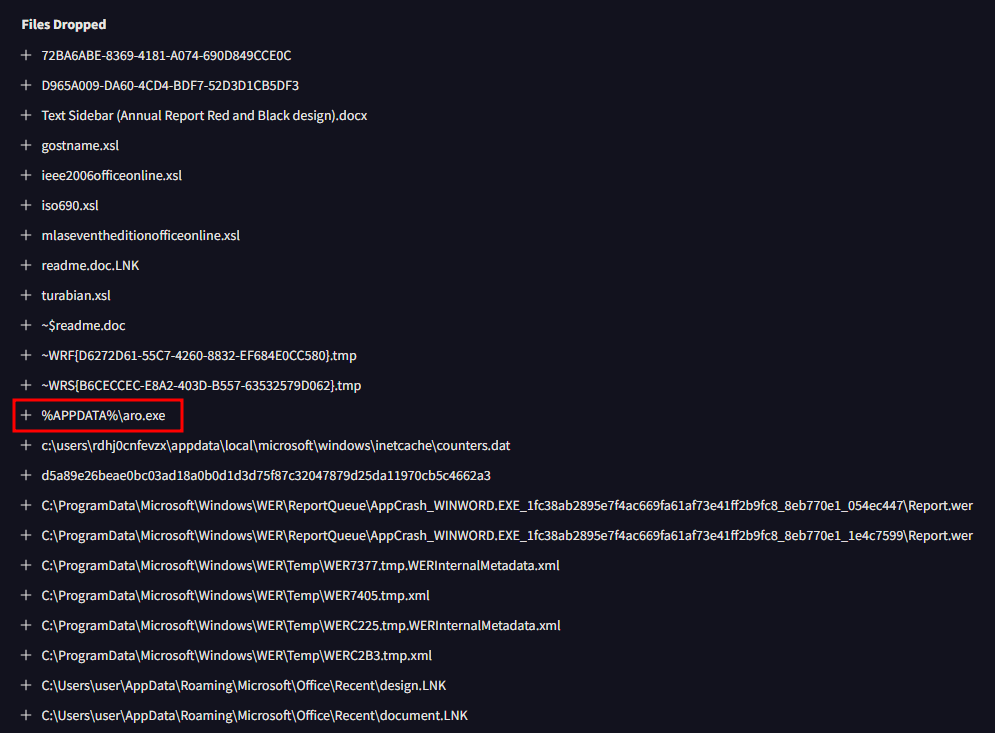 Files Dropped
72BA6ABE-8369-4181-A074-690D849CCE0C
D965A009-DA60-4CD4-BDF7-52D3D1CB5DF3
Text Sidebar (Annual Report Red and Black design).docx
gostname.xsl
ieee2006officeonline.xsl
iso690.xsl
mlaseventheditionofficeonline.xsl
readme.doc.LNK
turabian.xsl
~$readme.doc
~WRF{D6272D61-55C7-4260-8832-EF684E0CC580}.tmp
~WRS{B6CECCEC-E8A2-403D-B557-63532579D062}.tmp
%APPDATA%\aro.exe
c:\users\rdhj0cnfevzx\appdata\local\microsoft\windows\inetcache\counters.dat
d5a89e26beae0bc03ad18a0b0d1d3d75f87c32047879d25da11970cb5c4662a3
C:\ProgramData\Microsoft\Windows\WER\ReportQueue\AppCrash_WINWORD.EXE_1fc38ab2895e7f4ac669fa61af73e41ff2b9fc8_8eb770e1_054ec447\Report.wer
C:\ProgramData\Microsoft\Windows\WER\ReportQueue\AppCrash_WINWORD.EXE_1fc38ab2895e7f4ac669fa61af73e41ff2b9fc8_8eb770e1_1e4c7599\Report.wer
C:\ProgramData\Microsoft\Windows\WER\Temp\WER7377.tmp.WERInternalMetadata.xml
C:\ProgramData\Microsoft\Windows\WER\Temp\WER7405.tmp.xml
C:\ProgramData\Microsoft\Windows\WER\Temp\WERC225.tmp.WERInternalMetadata.xml
C:\ProgramData\Microsoft\Windows\WER\Temp\WERC2B3.tmp.xml
C:\Users\user\AppData\Roaming\Microsoft\Office\Recent\design.LNK
C:\Users\user\AppData\Roaming\Microsoft\Office\Recent\document.LNK